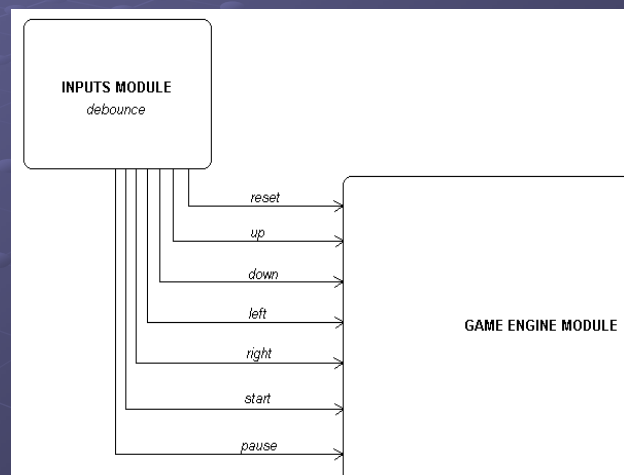 INPUTS MODULE
debounce
reset
up
down
left
GAME ENGINE MODULE
right
start
pause